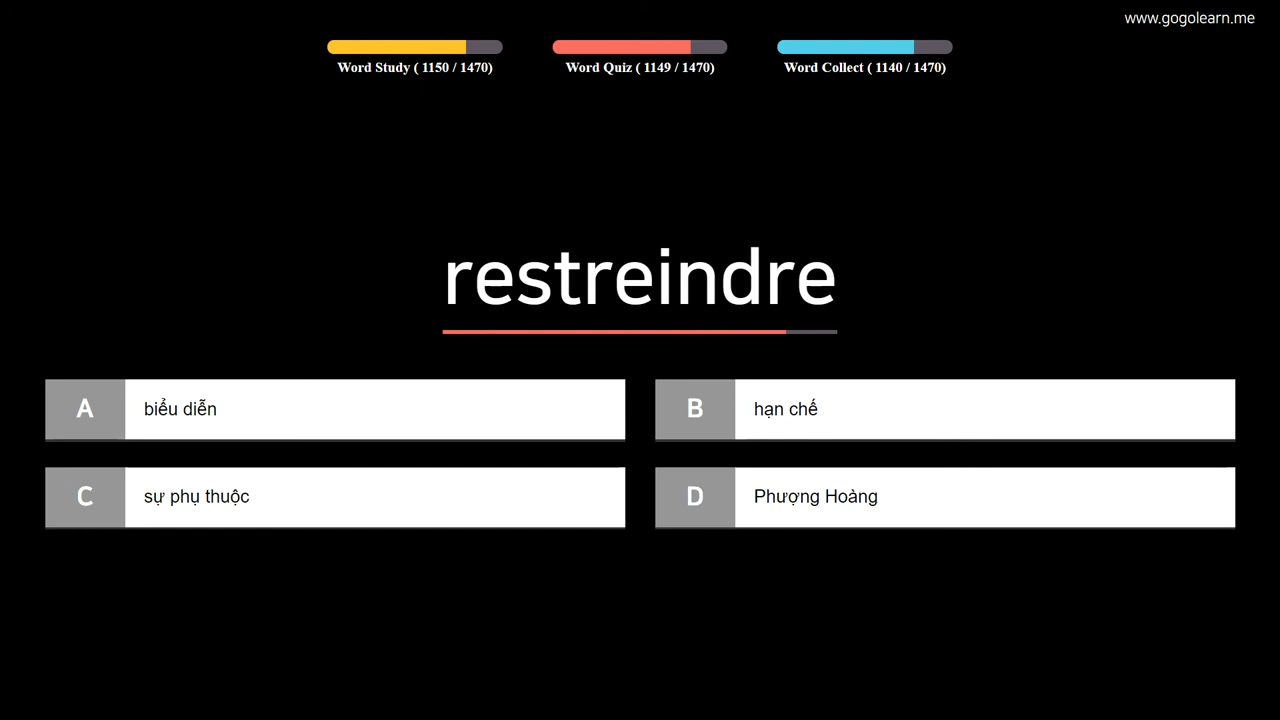 www.gogolearn.me
Word Study ( 1150 / 1470)
Word Quiz ( 1149 / 1470)
Word Collect ( 1140 / 1470)
restreindre
A biểu diễn
B hạn chế
C sự phụ thuộc
D Phượng Hoàng